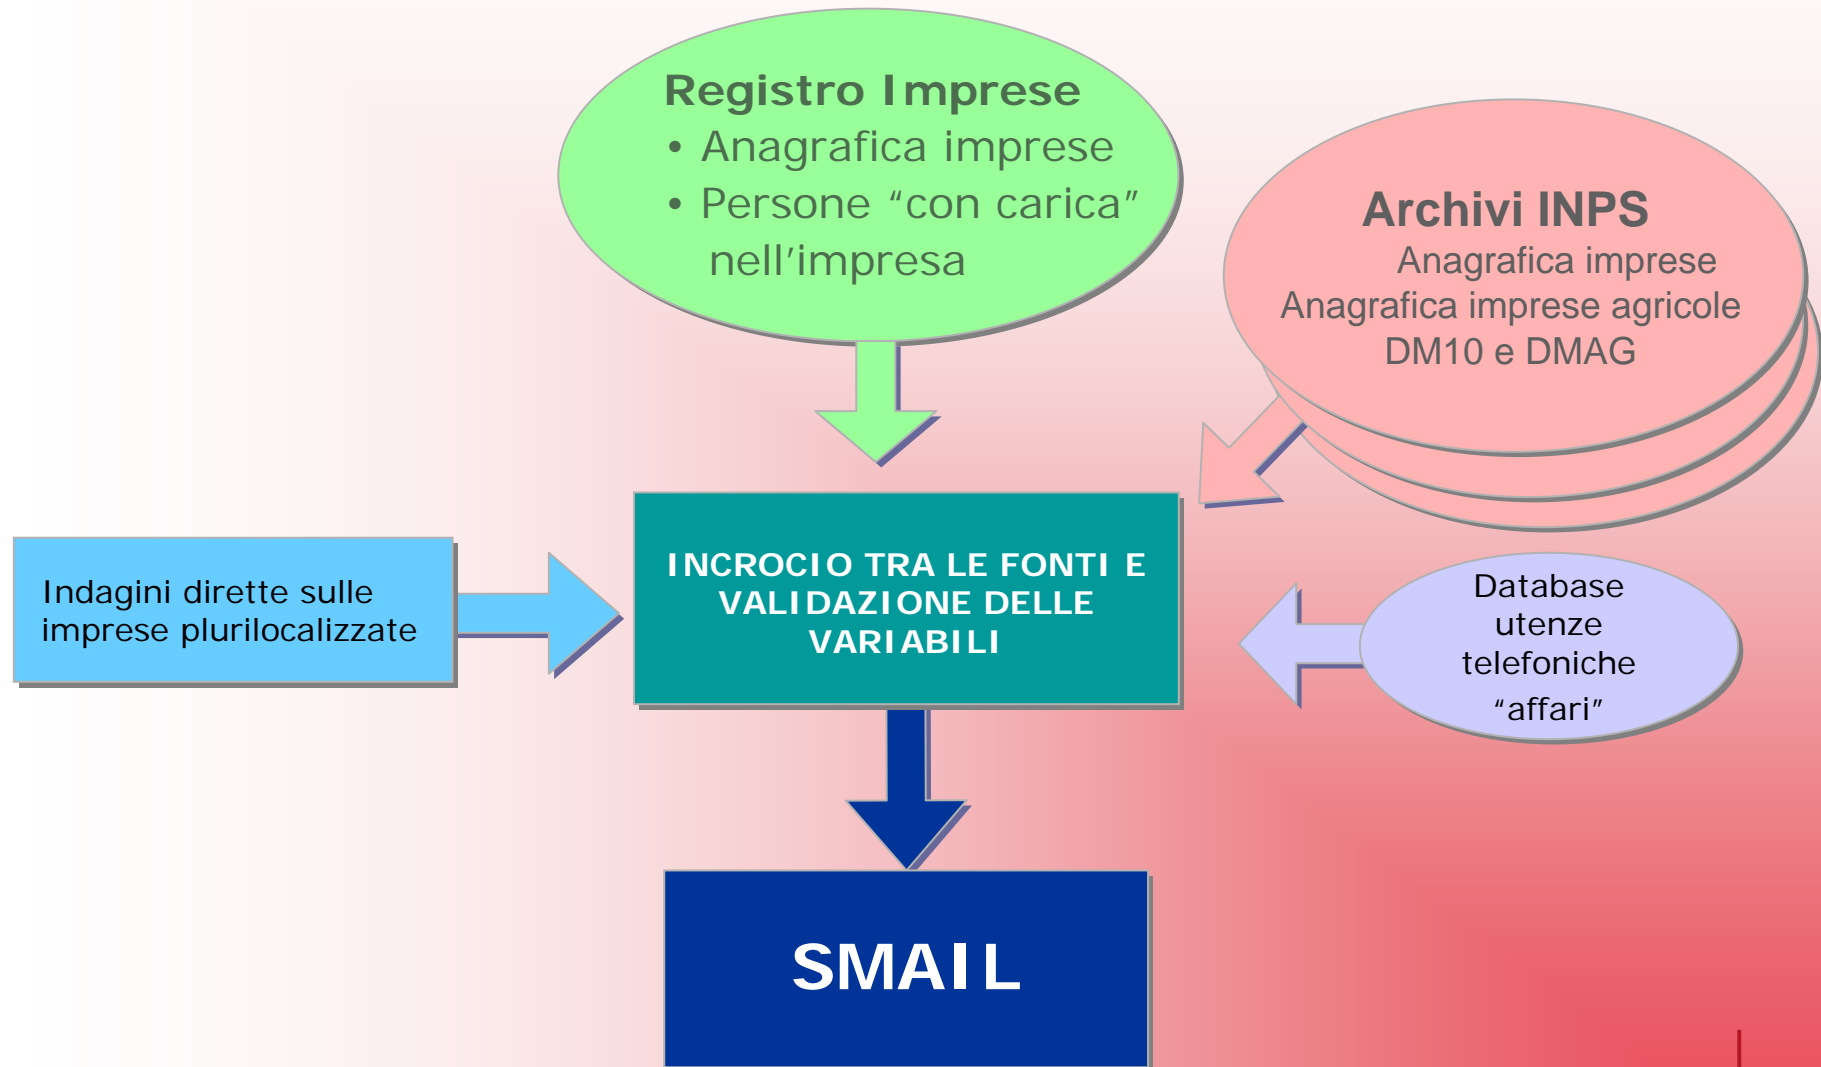 Registro Imprese
• Anagrafica imprese
• Persone “con carica”
nell’impresa
Archivi INPS
Anagrafica imprese
Anagrafica imprese agricole
DM10 e DMAG
Indagini dirette sulle
imprese plurilocalizzate
INCROCIO TRA LE FONTI E
VALIDAZIONE DELLE
VARIABILI
Database
utenze
telefoniche
“affari”
SMAIL